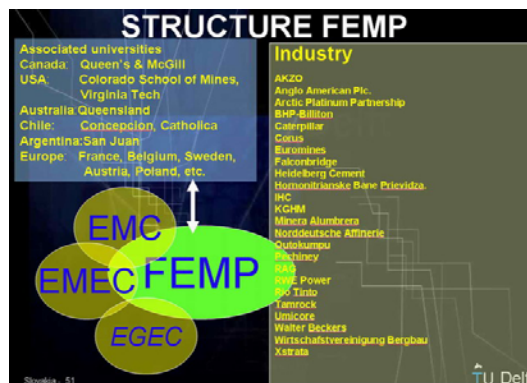 STRUCTURE FEMP
Associated universities
Canada: Queen's & McGill
USA: Colorado School of Mines,
Virginia Tech
Australia:Queensland
Chile: Concepcion, Catholica
Argentina:San Juan
Europe: France, Belgium, Sweden,
Austria, Poland, etc.
EMC
EMEC
FEMP
EGEC
Industry
AKZO
Anglo American Plc.
Arctic Platinum Partnership
BHP-Billiton
Caterpillar
Corus
Euromines
Falconbridge
Heidelberg Cement
Hornonitrianske Bane Prievidza.
IHC
KGHM
Minera Alumbrera
Norddeutsche Affinerie
Outokumpu
Pechiney
RAG
RWE Power
Rio Tinto
Tamrock
Umicore
Walter Beckers
Wirtschafstvereinigung Bergbau
Xstrata
Slovakia - 51
TU Delft